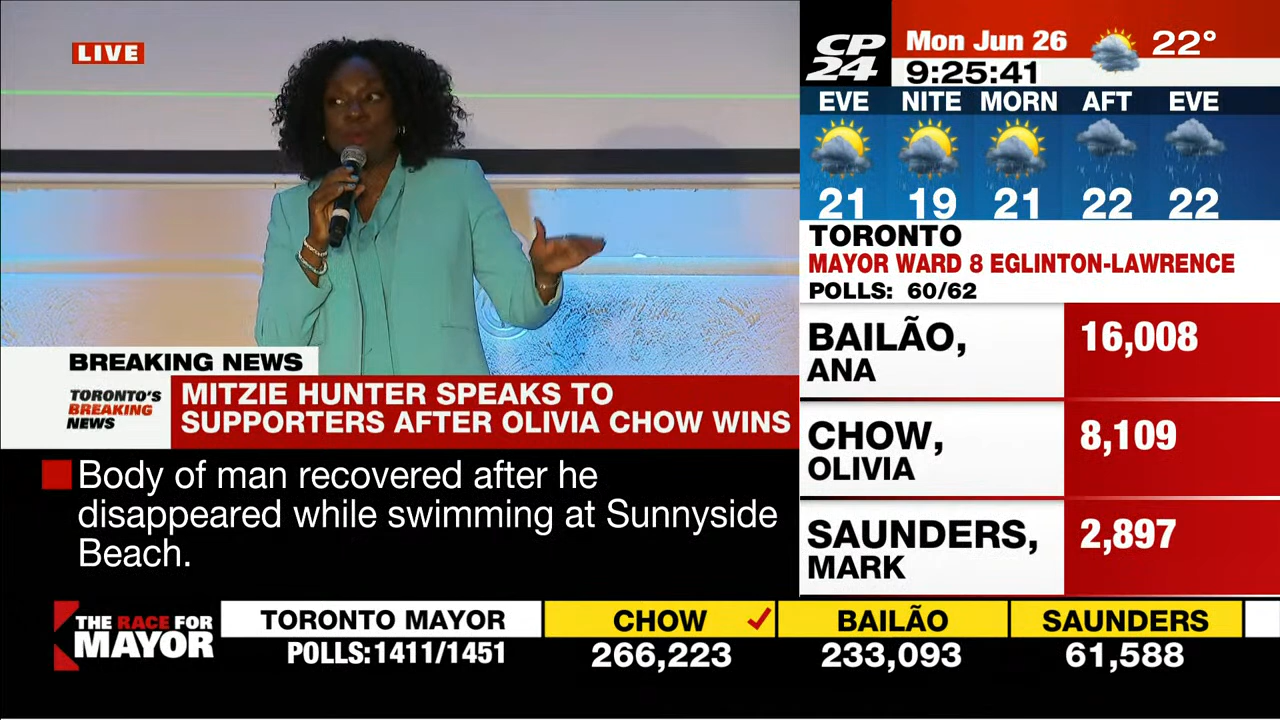 LIVE
CP
24
Mon Jun 26
22°
9:25:41
EVE NITE MORN AFT EVE
21 19 21 22 22
TORONTO
MAYOR WARD 8 EGLINTON-LAWRENCE
POLLS: 60/62
BAILÃO,
ANA
16,008
CHOW,
OLIVIA
8,109
SAUNDERS,
MARK
2,897
BREAKING NEWS
TORONTO'S
BREAKING
NEWS
MITZIE HUNTER SPEAKS TO
SUPPORTERS AFTER OLIVIA CHOW WINS
Body of man recovered after he
disappeared while swimming at Sunnyside
Beach.
THE RACE FOR
MAYOR
TORONTO MAYOR
POLLS:1411/1451
CHOW
266,223
BAILÃO
233,093
SAUNDERS
61,588